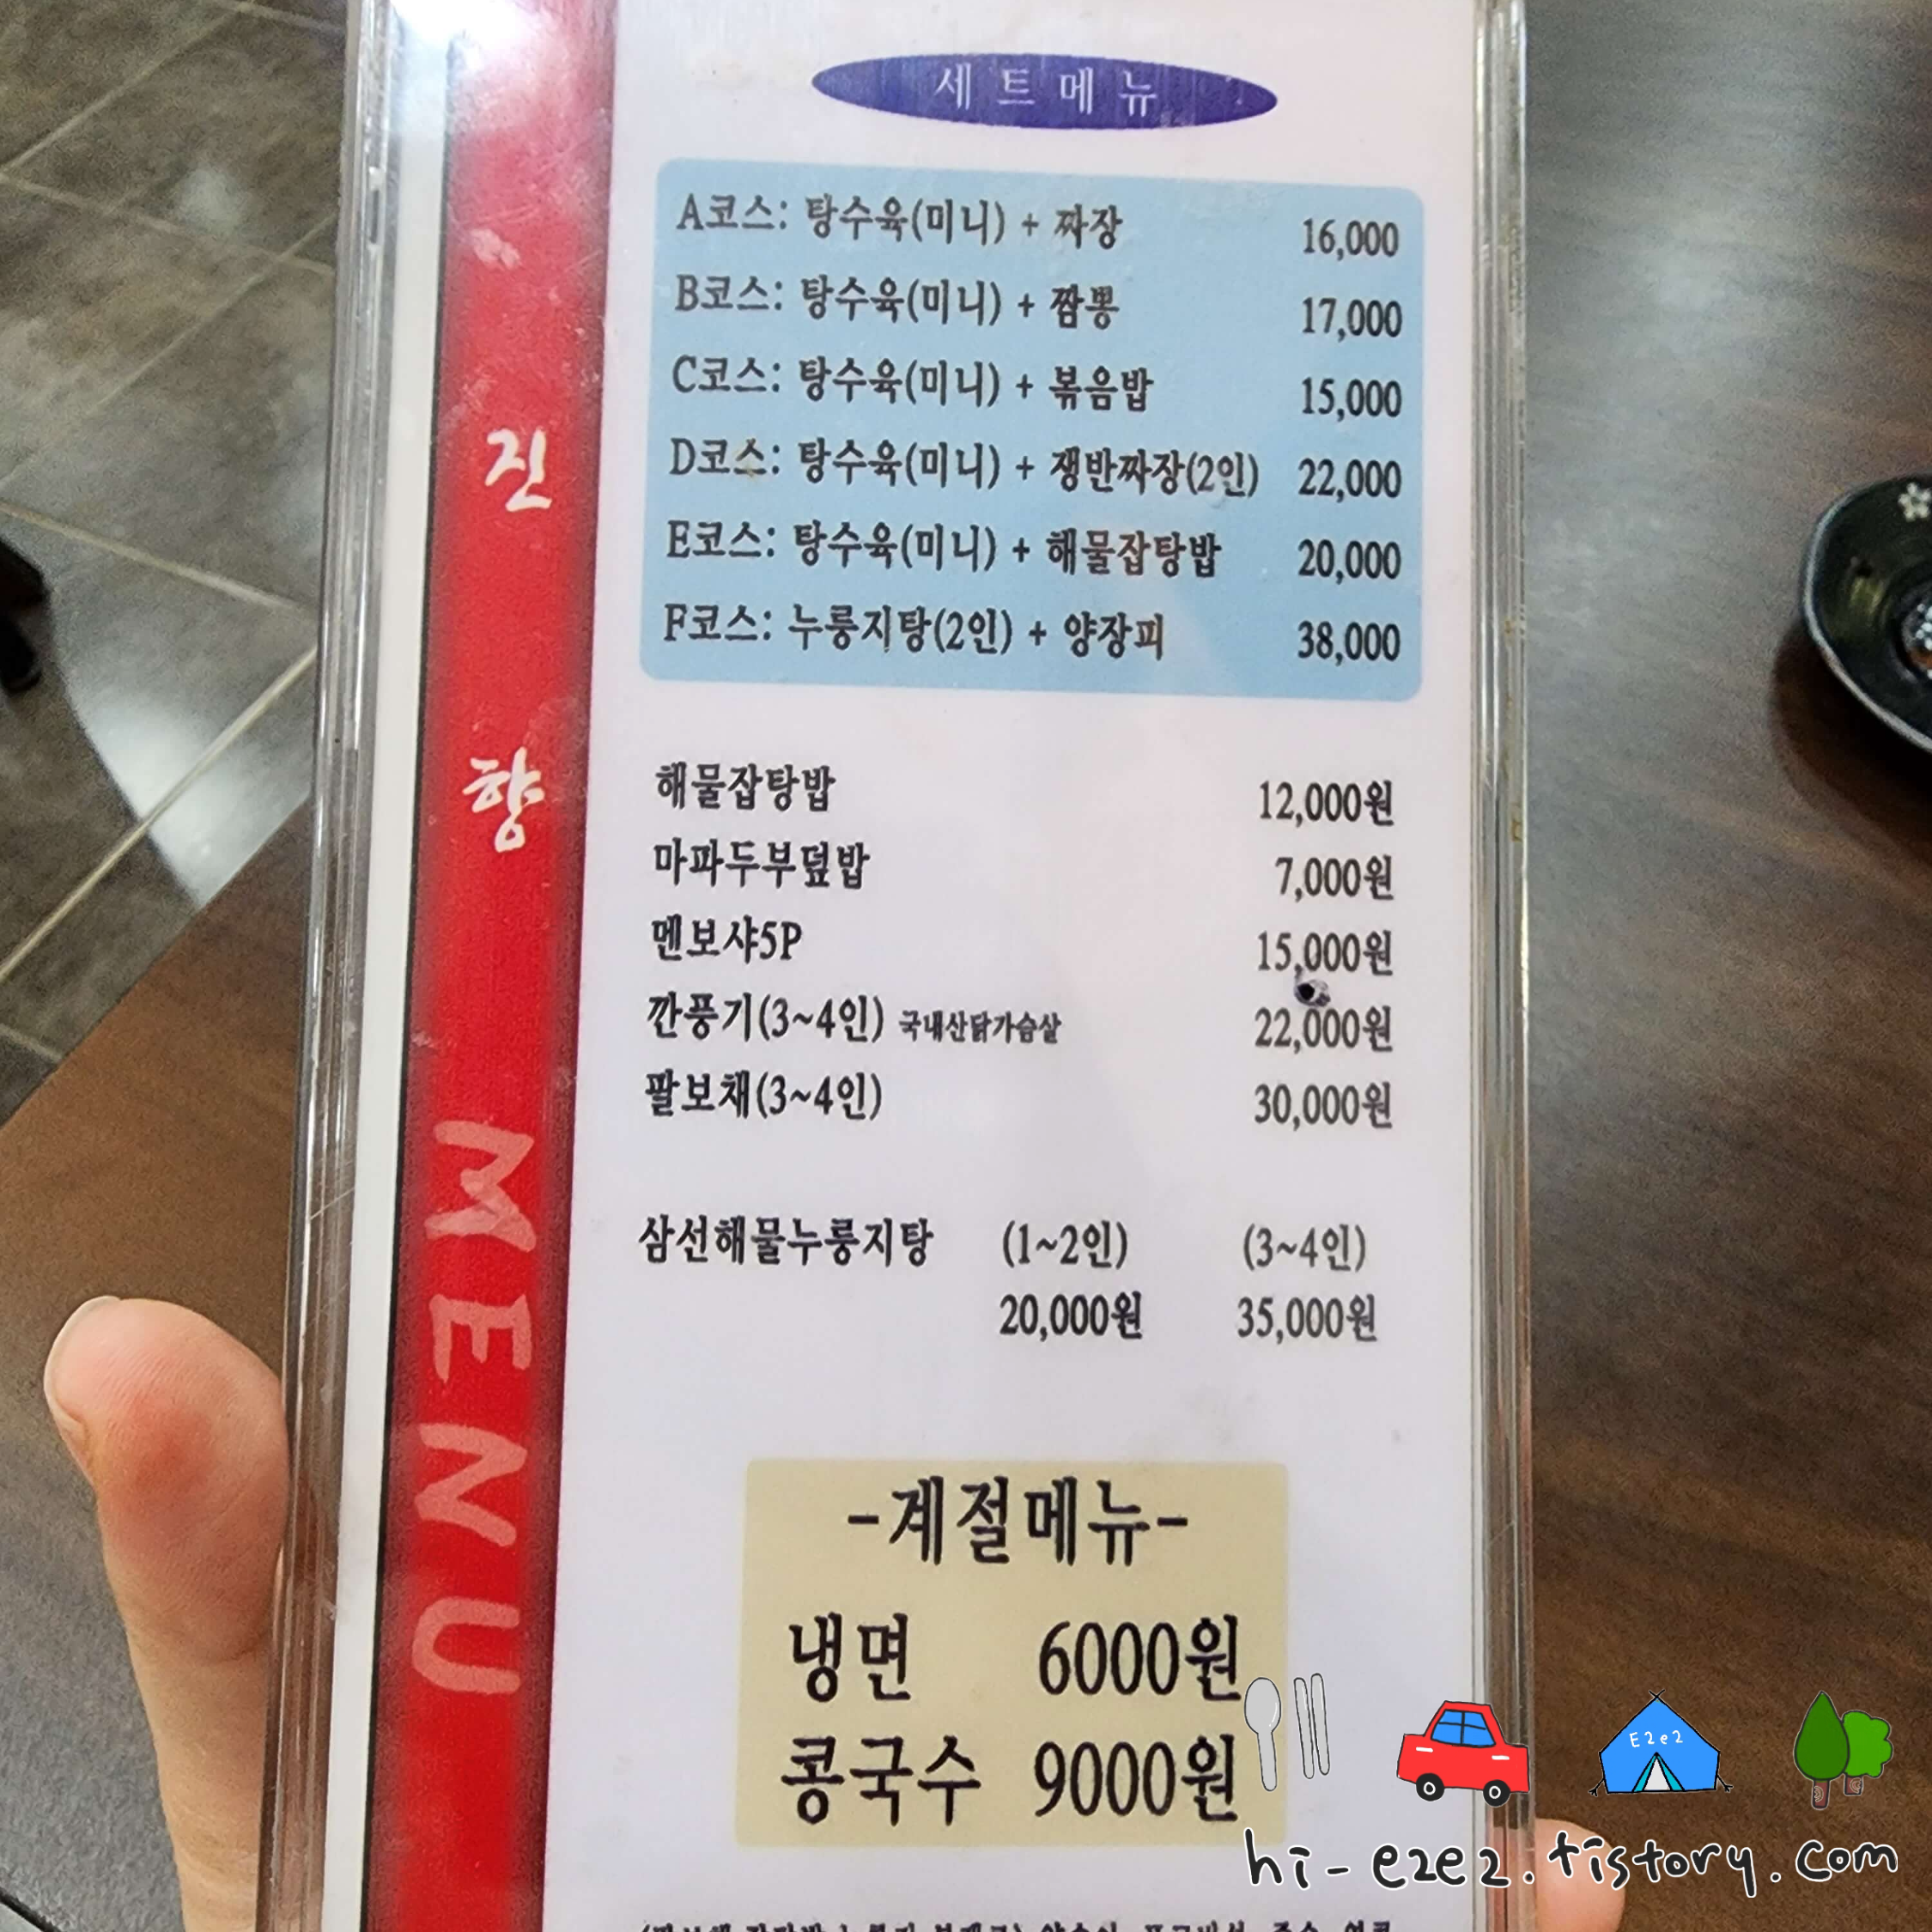 세트메뉴
A코스: 탕수육(미니) + 짜장 16,000
B코스: 탕수육(미니) + 짬뽕 17,000
C코스: 탕수육(미니) + 볶음밥 15,000
D코스: 탕수육(미니) + 쟁반짜장(2인) 22,000
E코스: 탕수육(미니) + 해물잡탕밥 20,000
F코스: 누룽지탕(2인) + 양장피 38,000
진향 MENU
해물잡탕밥 12,000원
마파두부덮밥 7,000원
멘보샤5P 15,000원
깐풍기(3~4인) 국내산닭가슴살 22,000원
팔보채(3~4인) 30,000원
삼선해물누룽지탕 (1~2인) (3~4인)
20,000원 35,000원
-계절메뉴-
냉면 6000원
콩국수 9000원
E2e2
hi-e2e2.tistory.com